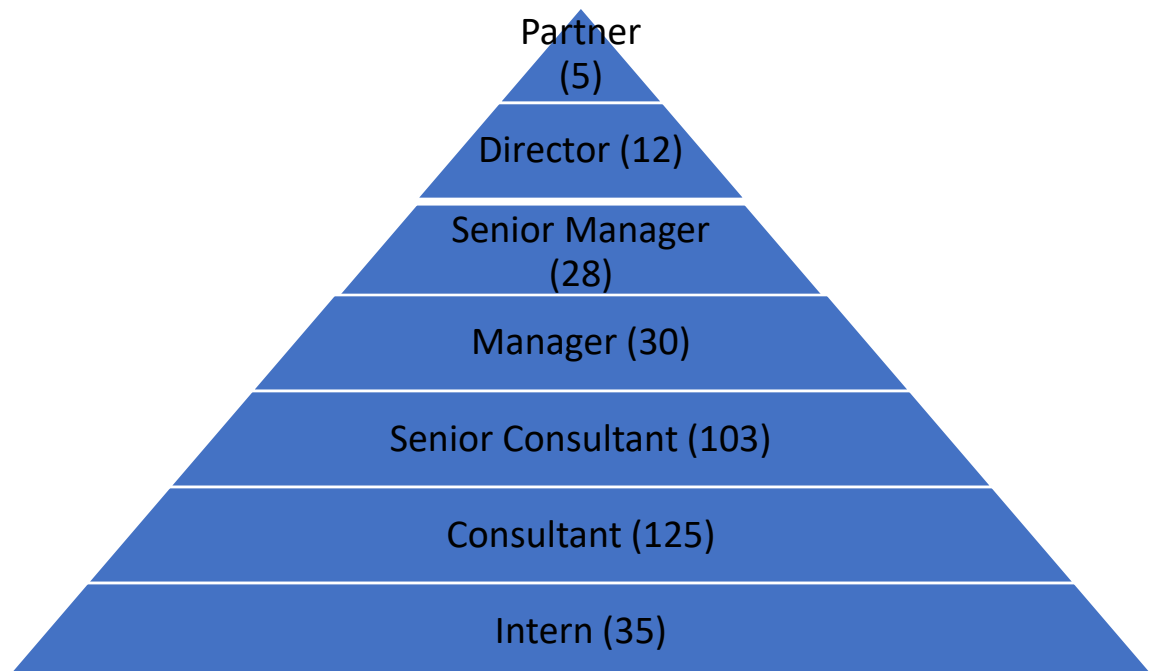 Partner
(5)
Director (12)
Senior Manager
(28)
Manager (30)
Senior Consultant (103)
Consultant (125)
Intern (35)